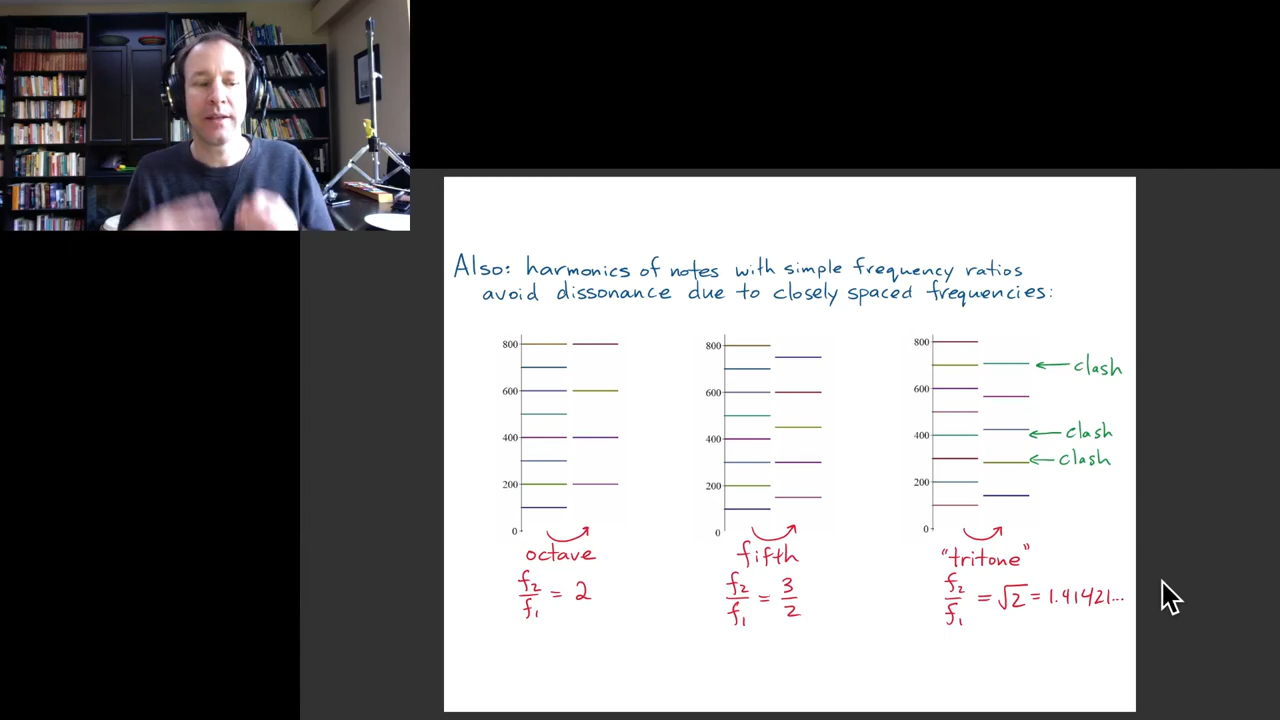 Also: harmonics of notes with simple frequency ratios
avoid dissonance due to closely spaced frequencies:
800
600
400
200
0
octave
f₂/f₁ = 2
800
600
400
200
0
fifth
f₂/f₁ = 3/2
800
600
400
200
0
← clash
← clash
← clash
"tritone"
f₂/f₁ = √2 = 1.41421...